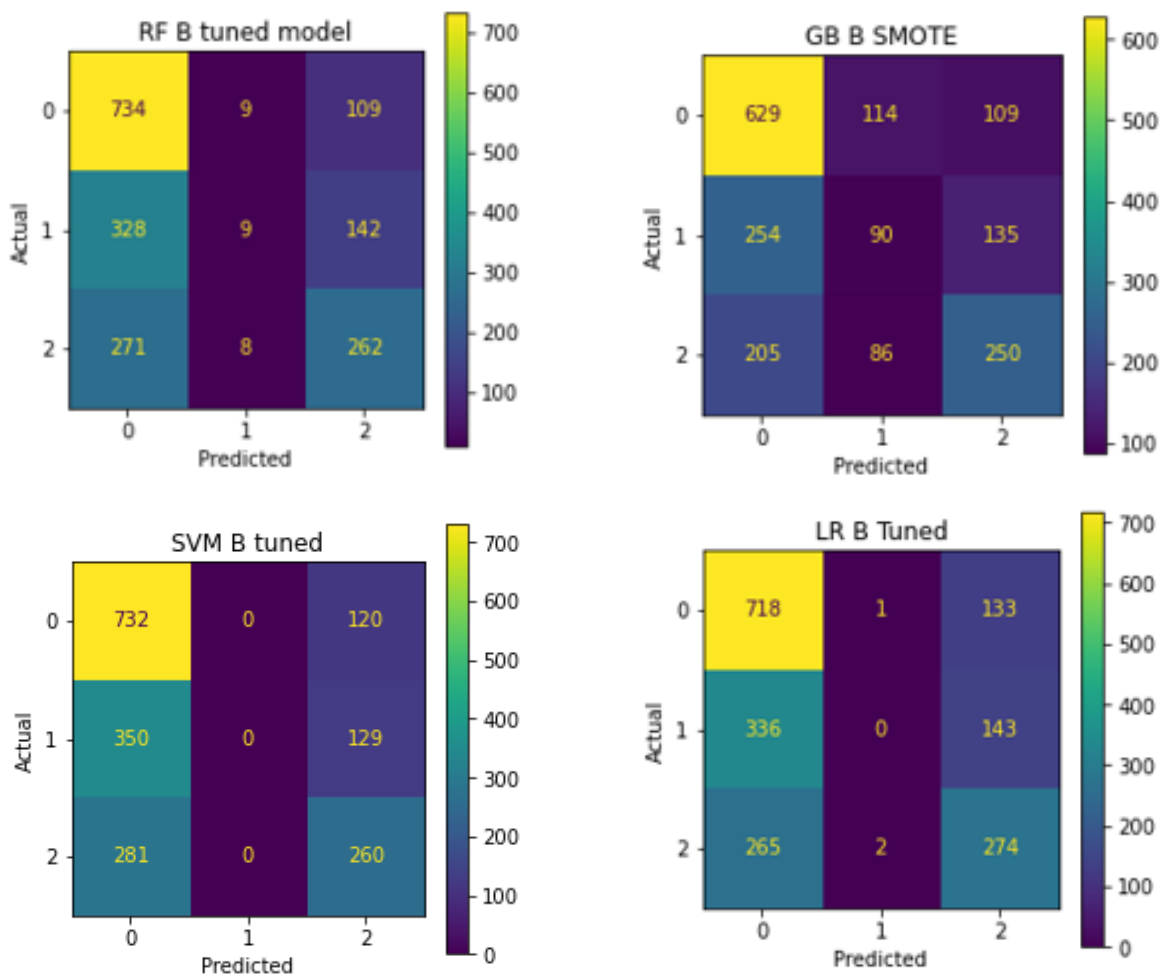 RF B tuned model
0 734 9 109
1 328 9 142
2 271 8 262
0 1 2
Actual
Predicted
700
600
500
400
300
200
100
GB B SMOTE
0 629 114 109
1 254 90 135
2 205 86 250
0 1 2
Actual
Predicted
600
500
400
300
200
100
SVM B tuned
0 732 0 120
1 350 0 129
2 281 0 260
0 1 2
Actual
Predicted
700
600
500
400
300
200
100
0
LR B Tuned
0 718 1 133
1 336 0 143
2 265 2 274
0 1 2
Actual
Predicted
700
600
500
400
300
200
100
0